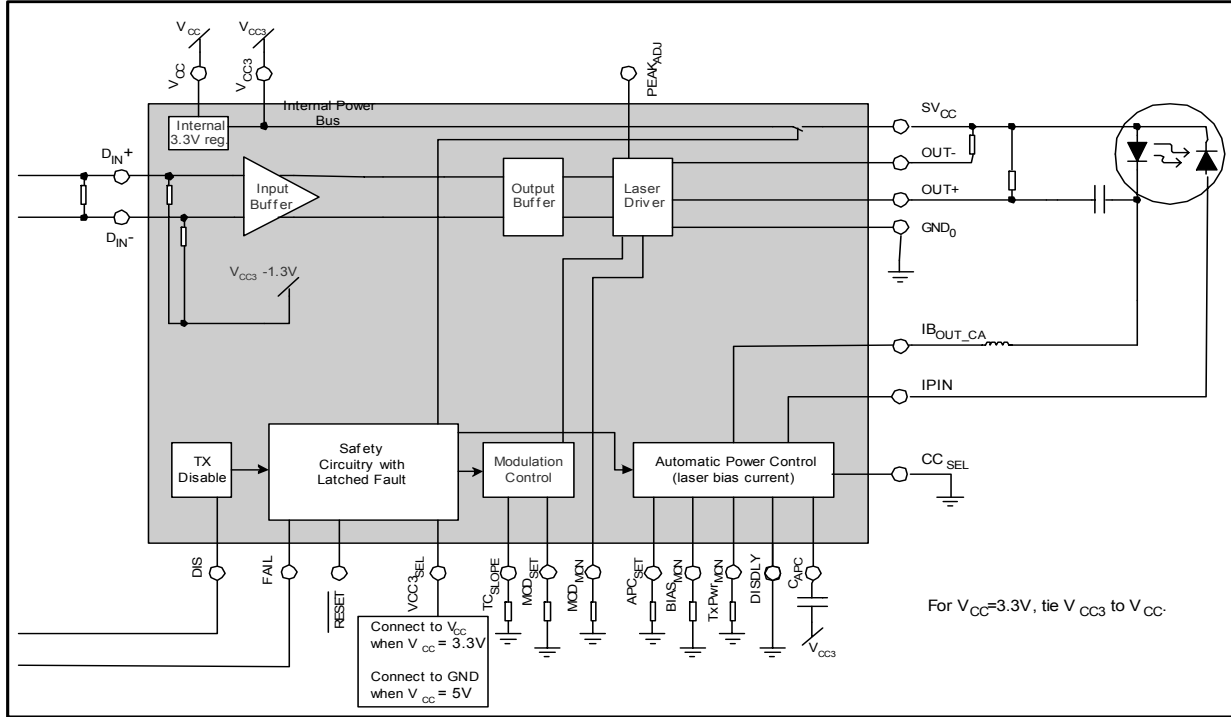 VCC
VCC3
VCC
VCC3
PEAKADJ
Internal Power
Bus
Internal
3.3V reg.
SVCC
DIN+
OUT-
Input
Buffer
Output
Buffer
Laser
Driver
OUT+
DIN-
GND0
VCC3 -1.3V
IBOUT_CA
IPIN
TX
Disable
Safety
Circuitry with
Latched Fault
Modulation
Control
Automatic Power Control
(laser bias current)
CC SEL
DIS
FAIL
RESET
VCC3SEL
TCSLOPE
MODSET
MODMON
APCSET
BIASMON
TxPwrMON
DISDLY
CAPC
Connect to VCC
when VCC = 3.3V
Connect to GND
when VCC = 5V
VCC3
For VCC=3.3V, tie VCC3 to VCC.